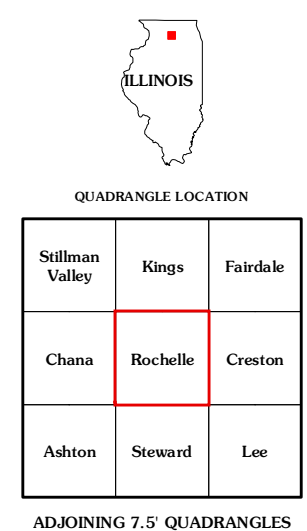 ILLINOIS
QUADRANGLE LOCATION
Stillman
Valley
Kings
Fairdale
Chana
Rochelle
Creston
Ashton
Steward
Lee
ADJOINING 7.5' QUADRANGLES